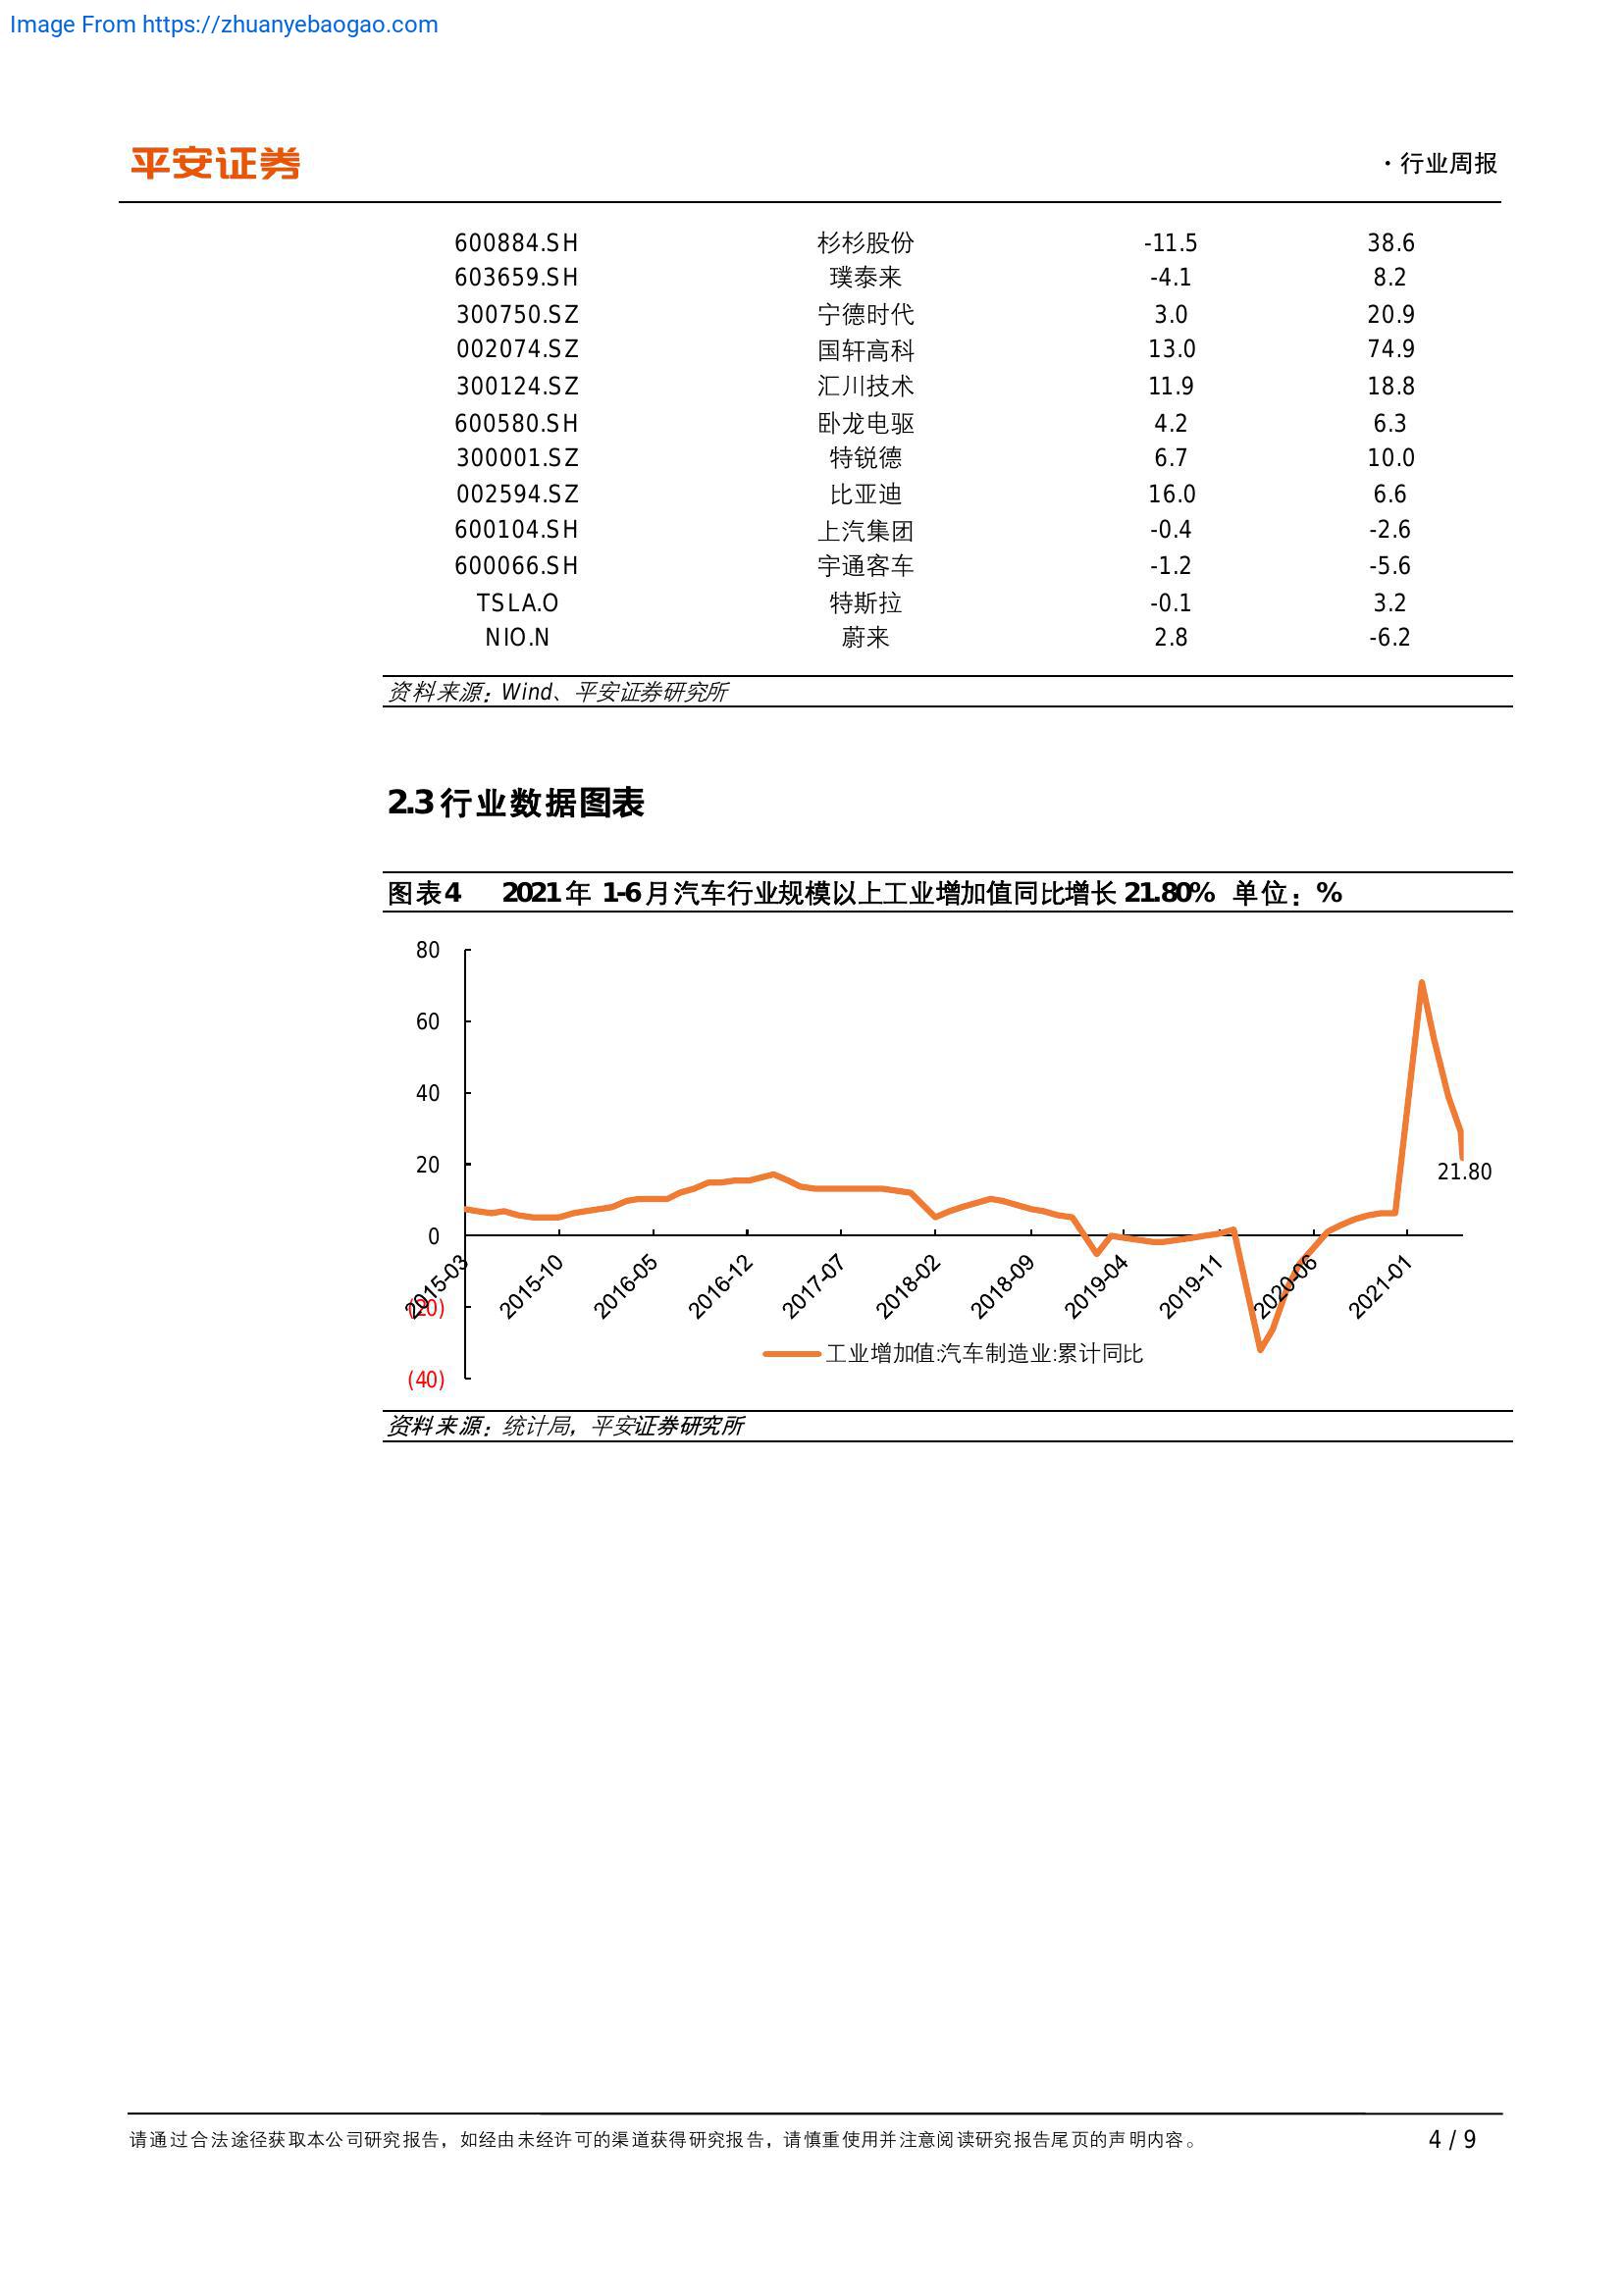 Image From https://zhuanyebaogao.com
平安证券
·行业周报
600884.SH 杉杉股份 -11.5 38.6
603659.SH 璞泰来 -4.1 8.2
300750.SZ 宁德时代 3.0 20.9
002074.SZ 国轩高科 13.0 74.9
300124.SZ 汇川技术 11.9 18.8
600580.SH 卧龙电驱 4.2 6.3
300001.SZ 特锐德 6.7 10.0
002594.SZ 比亚迪 16.0 6.6
600104.SH 上汽集团 -0.4 -2.6
600066.SH 宇通客车 -1.2 -5.6
TSLA.O 特斯拉 -0.1 3.2
NIO.N 蔚来 2.8 -6.2
资料来源：Wind、平安证券研究所
2.3 行业数据图表
图表4 2021 年 1-6 月汽车行业规模以上工业增加值同比增长 21.80% 单位：%
80
60
40
20
21.80
0
2015-03 2015-10 2016-05 2016-12 2017-07 2018-02 2018-09 2019-04 2019-11 2020-06 2021-01
(20)
工业增加值:汽车制造业:累计同比
(40)
资料来源：统计局，平安证券研究所
请通过合法途径获取本公司研究报告，如经由未经许可的渠道获得研究报告，请慎重使用并注意阅读研究报告尾页的声明内容。
4 / 9